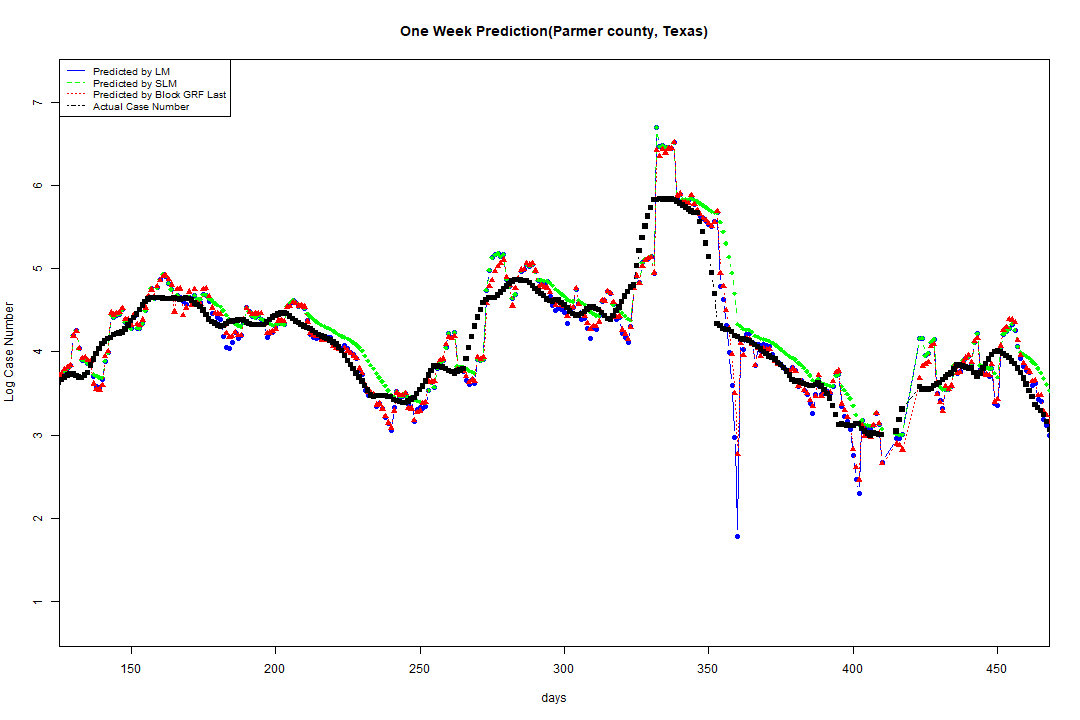 One Week Prediction(Parmer county, Texas)
Predicted by LM
Predicted by SLM
Predicted by Block GRF Last
Actual Case Number
7
6
5
4
3
2
1
Log Case Number
150 200 250 300 350 400 450
days